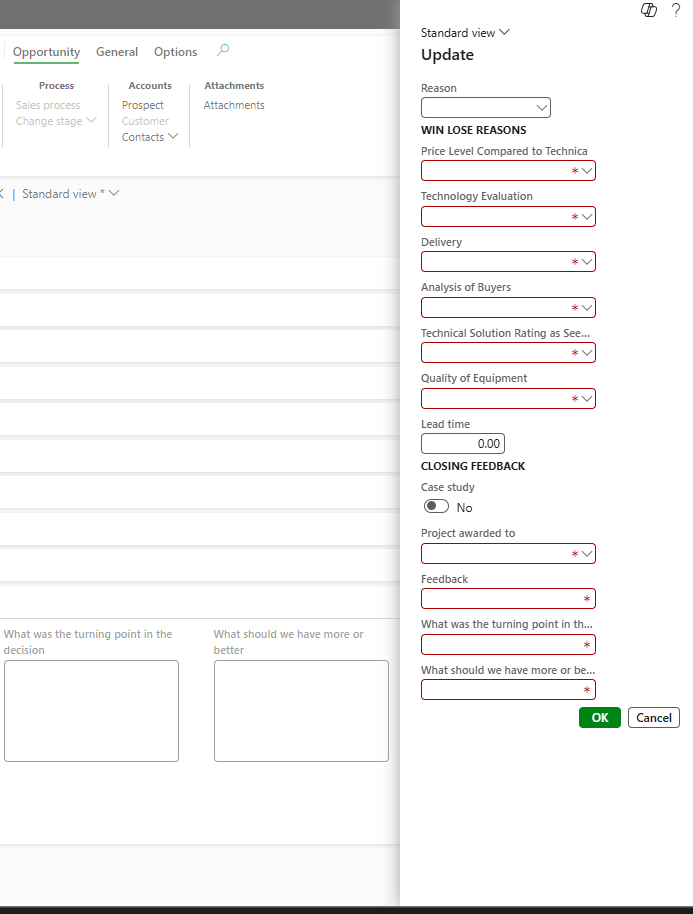 Opportunity General Options
Process
Sales process
Change stage
Accounts
Prospect
Customer
Contacts
Attachments
Attachments
| Standard view *
What was the turning point in the
decision
What should we have more or
better
?
Standard view
Update
Reason
WIN LOSE REASONS
Price Level Compared to Technica
*
Technology Evaluation
*
Delivery
*
Analysis of Buyers
*
Technical Solution Rating as See...
*
Quality of Equipment
*
Lead time
0.00
CLOSING FEEDBACK
Case study
No
Project awarded to
*
Feedback
*
What was the turning point in th...
*
What should we have more or be...
*
OK Cancel